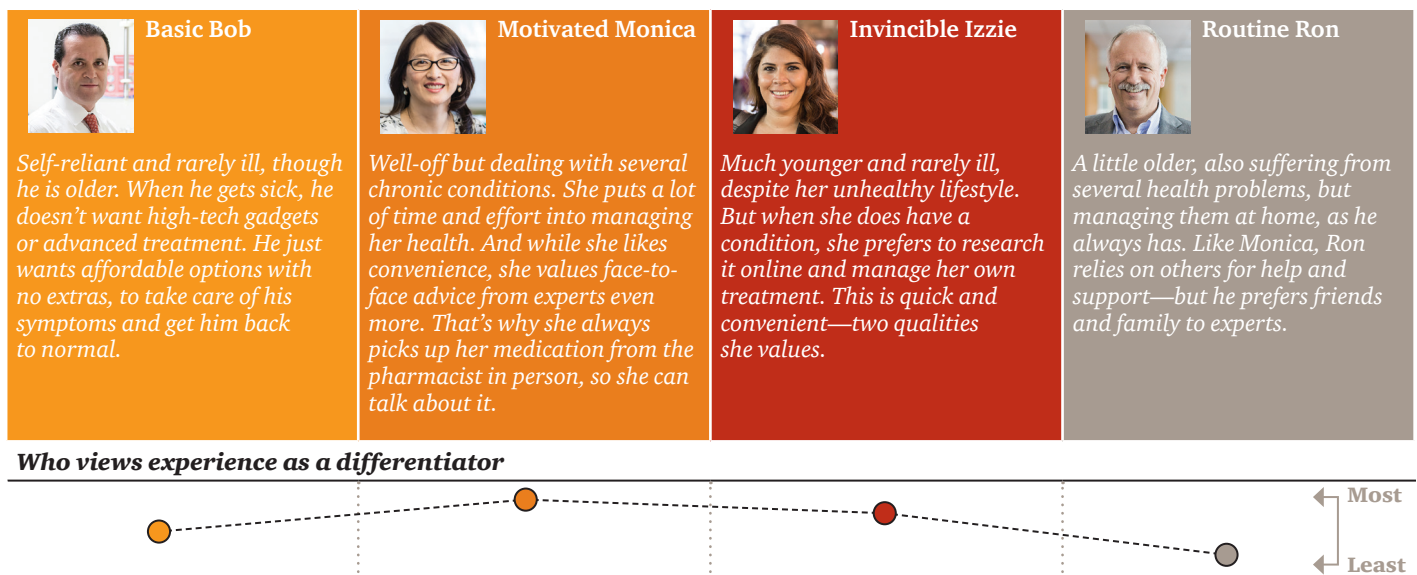 Basic Bob
Self-reliant and rarely ill, though
he is older. When he gets sick, he
doesn’t want high-tech gadgets
or advanced treatment. He just
wants affordable options with
no extras, to take care of his
symptoms and get him back
to normal.
Motivated Monica
Well-off but dealing with several
chronic conditions. She puts a lot
of time and effort into managing
her health. And while she likes
convenience, she values face-to-
face advice from experts even
more. That’s why she always
picks up her medication from the
pharmacist in person, so she can
talk about it.
Invincible Izzie
Much younger and rarely ill,
despite her unhealthy lifestyle.
But when she does have a
condition, she prefers to research
it online and manage her own
treatment. This is quick and
convenient—two qualities
she values.
Routine Ron
A little older, also suffering from
several health problems, but
managing them at home, as he
always has. Like Monica, Ron
relies on others for help and
support—but he prefers friends
and family to experts.
Who views experience as a differentiator
Most
Least